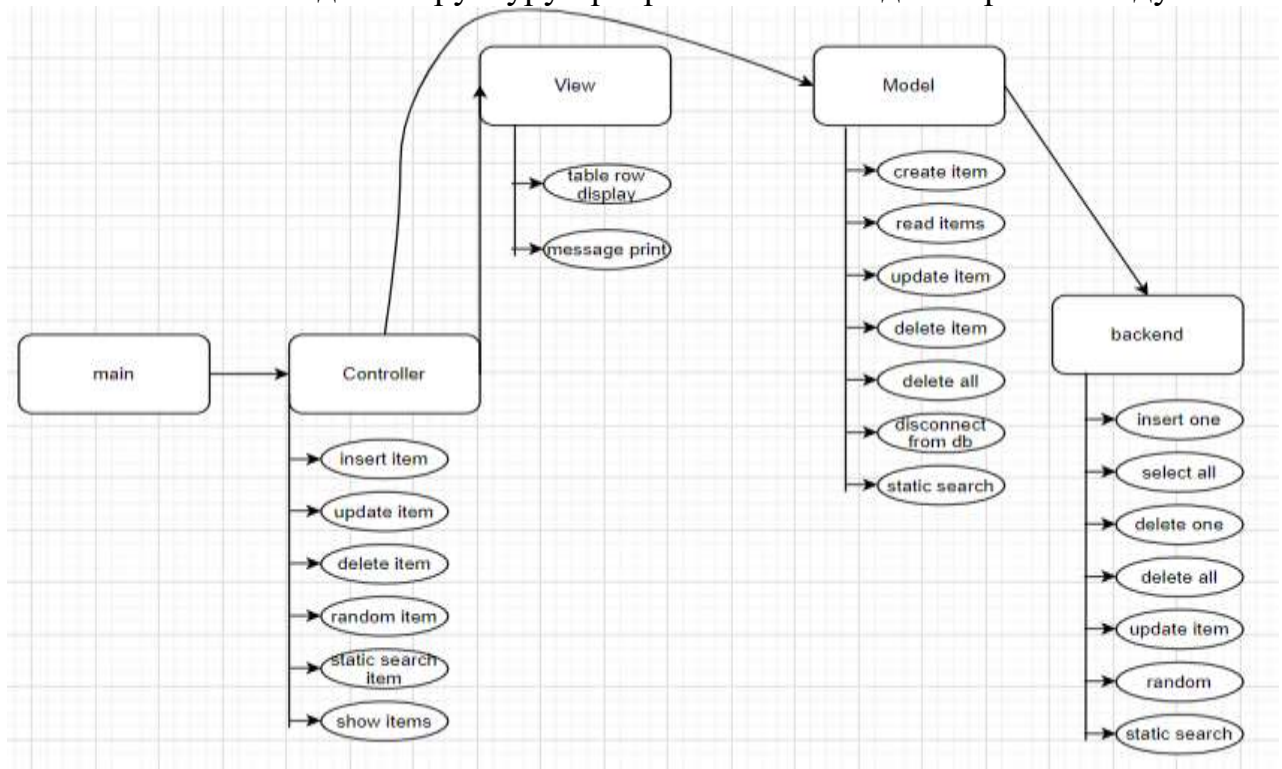 View
Model
table row
display
message print
create item
read items
update item
delete item
delete all
disconnect
from db
static search
main
Controller
insert item
update item
delete item
random item
static search
item
show items
backend
insert one
select all
delete one
delete all
update item
random
static search